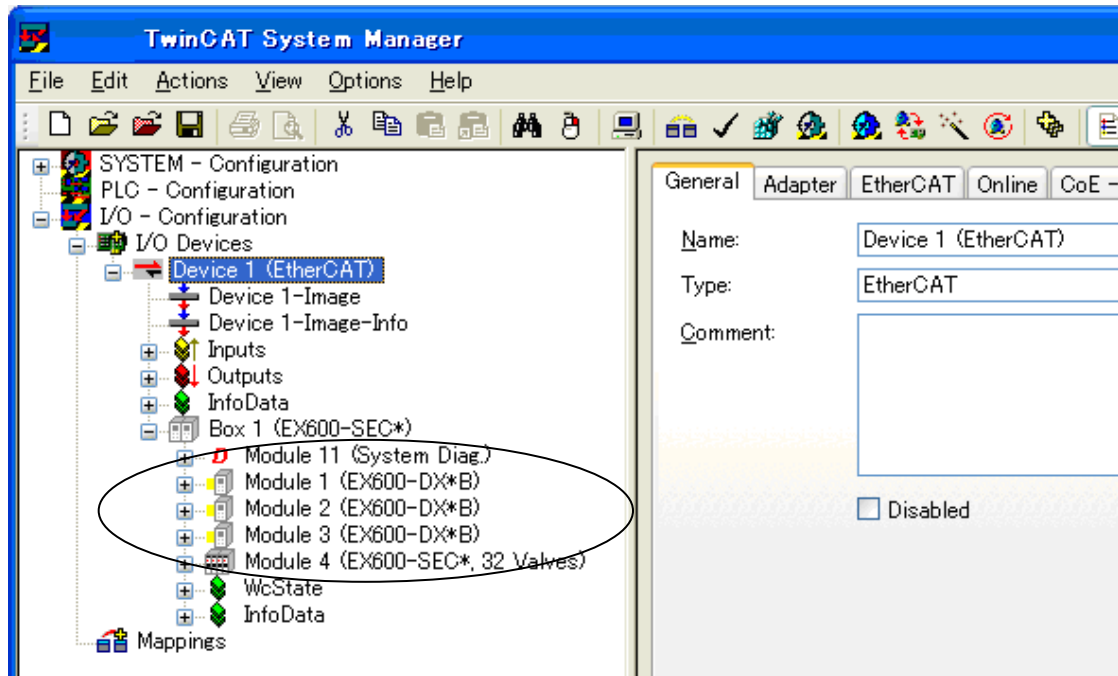 TwinCAT System Manager
File Edit Actions View Options Help
SYSTEM - Configuration
PLC - Configuration
I/O - Configuration
I/O Devices
Device 1 (EtherCAT)
Device 1-Image
Device 1-Image-Info
Inputs
Outputs
InfoData
Box 1 (EX600-SEC*)
Module 11 (System Diag.)
Module 1 (EX600-DX*B)
Module 2 (EX600-DX*B)
Module 3 (EX600-DX*B)
Module 4 (EX600-SEC*, 32 Valves)
WcState
InfoData
Mappings
General Adapter EtherCAT Online CoE -
Name: Device 1 (EtherCAT)
Type: EtherCAT
Comment:
Disabled